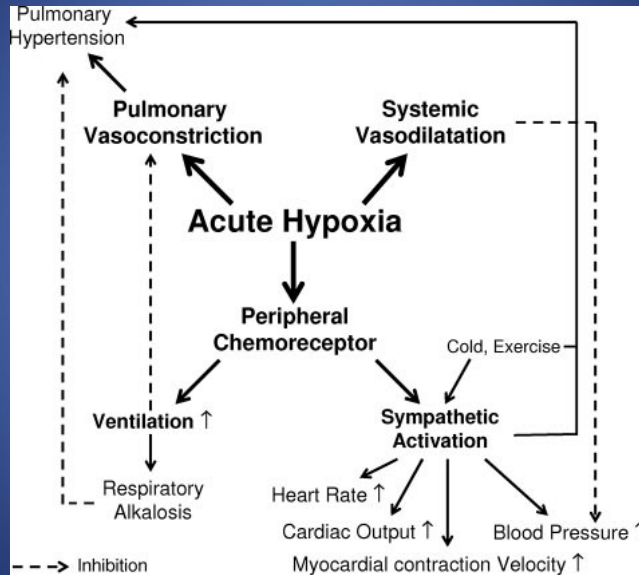 Pulmonary
Hypertension
Pulmonary
Vasoconstriction
Systemic
Vasodilatation
Acute Hypoxia
Peripheral
Chemoreceptor
Cold, Exercise
Ventilation ↑
Sympathetic
Activation
Respiratory
Alkalosis
Heart Rate ↑
Cardiac Output ↑
Blood Pressure ↑
Myocardial contraction Velocity ↑
Inhibition